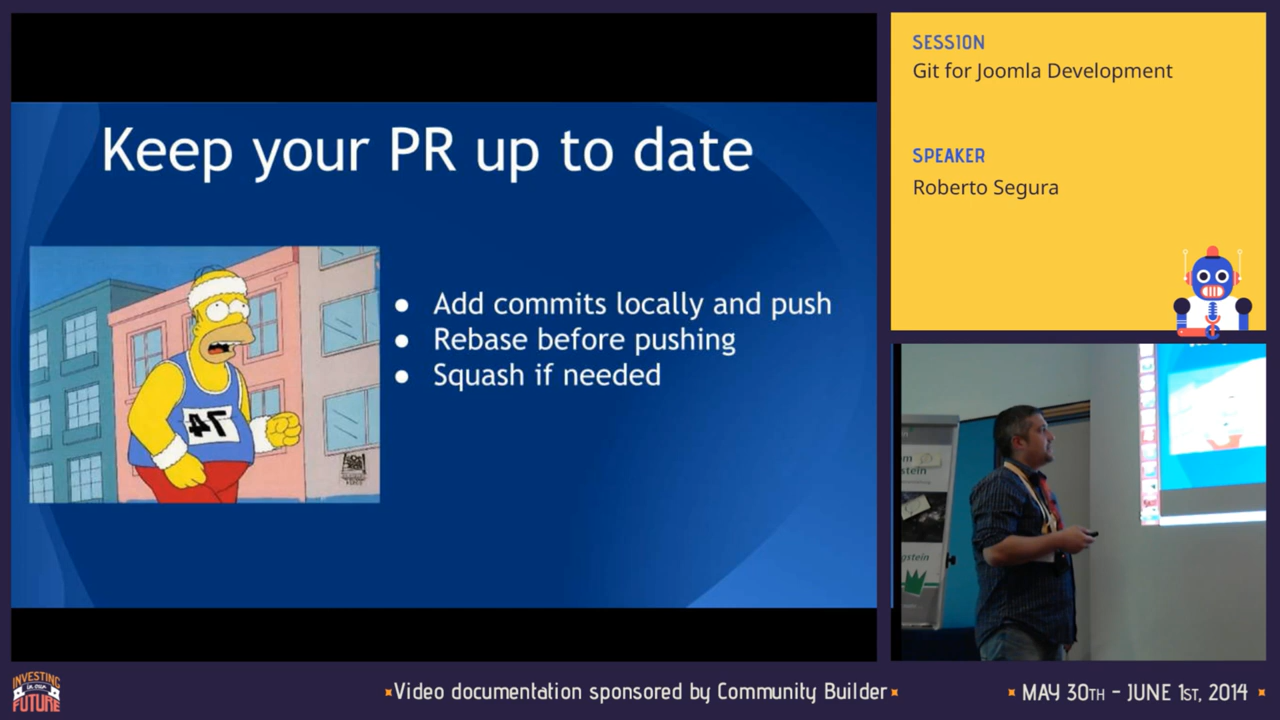 Keep your PR up to date
● Add commits locally and push
● Rebase before pushing
● Squash if needed
SESSION
Git for Joomla Development
SPEAKER
Roberto Segura
INVESTING
IN OUR
FUTURE
Video documentation sponsored by Community Builder
MAY 30TH - JUNE 1ST, 2014